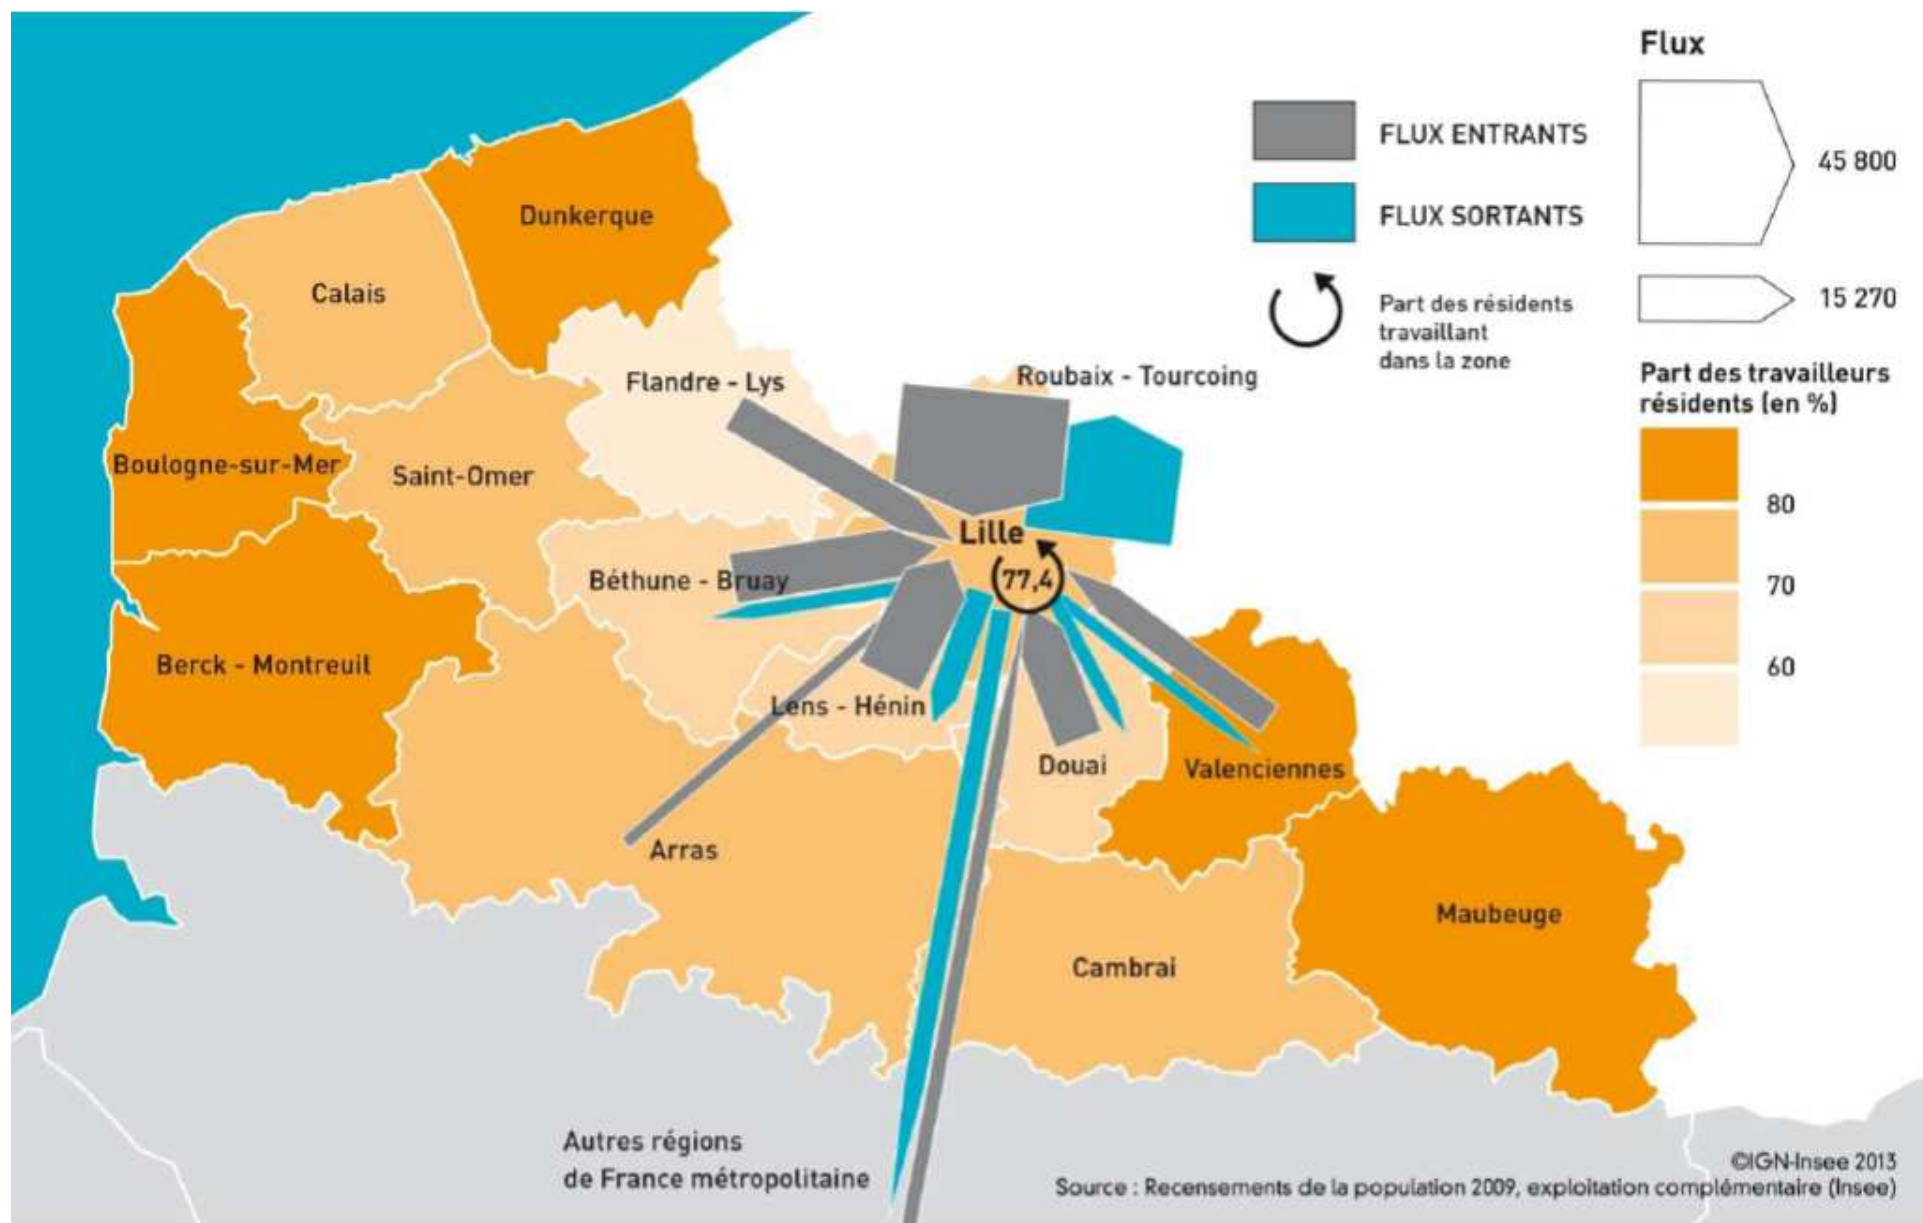 Flux
45 800
15 270
FLUX ENTRANTS
FLUX SORTANTS
Part des résidents
travaillant
dans la zone
Part des travailleurs
résidents (en %)
80
70
60
Dunkerque
Calais
Flandre - Lys
Roubaix - Tourcoing
Boulogne-sur-Mer
Saint-Omer
Lille
77,4
Béthune - Bruay
Berck - Montreuil
Lens - Hénin
Douai
Valenciennes
Arras
Maubeuge
Cambrai
Autres régions
de France métropolitaine
©IGN-Insee 2013
Source : Recensements de la population 2009, exploitation complémentaire (Insee)